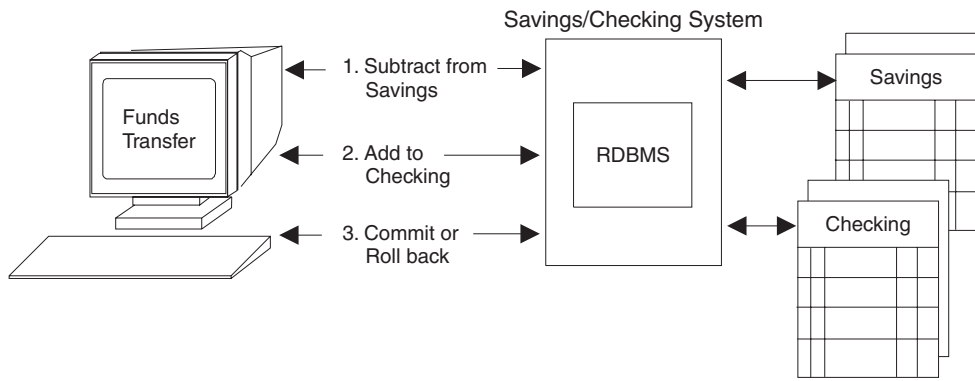 Savings/Checking System
Funds
Transfer
1. Subtract from
Savings
2. Add to
Checking
3. Commit or
Roll back
RDBMS
Savings
Checking